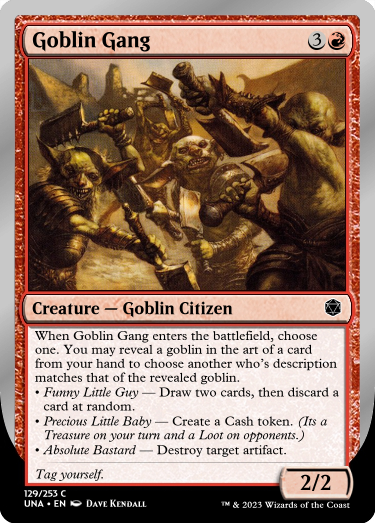 Goblin Gang 3
Creature — Goblin Citizen
When Goblin Gang enters the battlefield, choose
one. You may reveal a goblin in the art of a card
from your hand to choose another who's description
matches that of the revealed goblin.
• Funny Little Guy — Draw two cards, then discard a
card at random.
• Precious Little Baby — Create a Cash token. (Its a
Treasure on your turn and a Loot on opponents.)
• Absolute Bastard — Destroy target artifact.
Tag yourself.
2/2
129/253 C
UNA • EN Dave Kendall
™ & © 2023 Wizards of the Coast